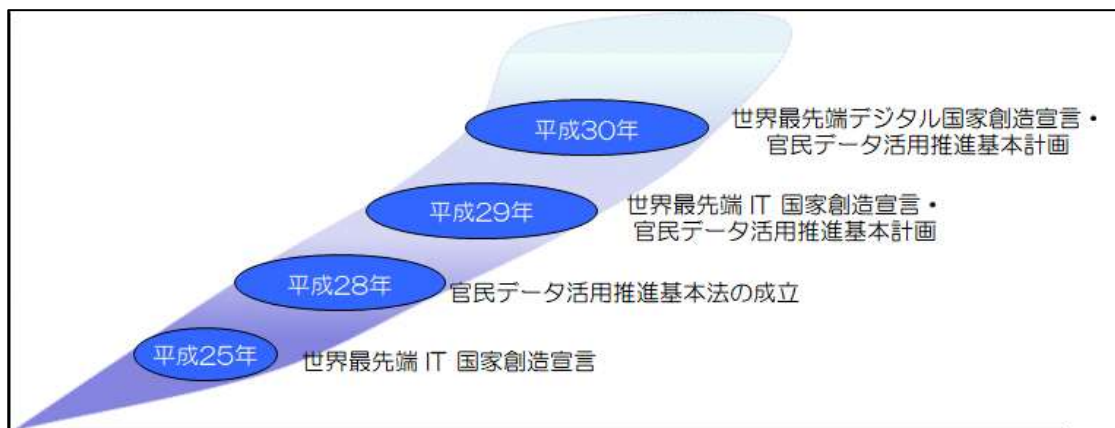 平成30年
世界最先端デジタル国家創造宣言・
官民データ活用推進基本計画
平成29年
世界最先端 IT 国家創造宣言・
官民データ活用推進基本計画
平成28年
官民データ活用推進基本法の成立
平成25年
世界最先端 IT 国家創造宣言